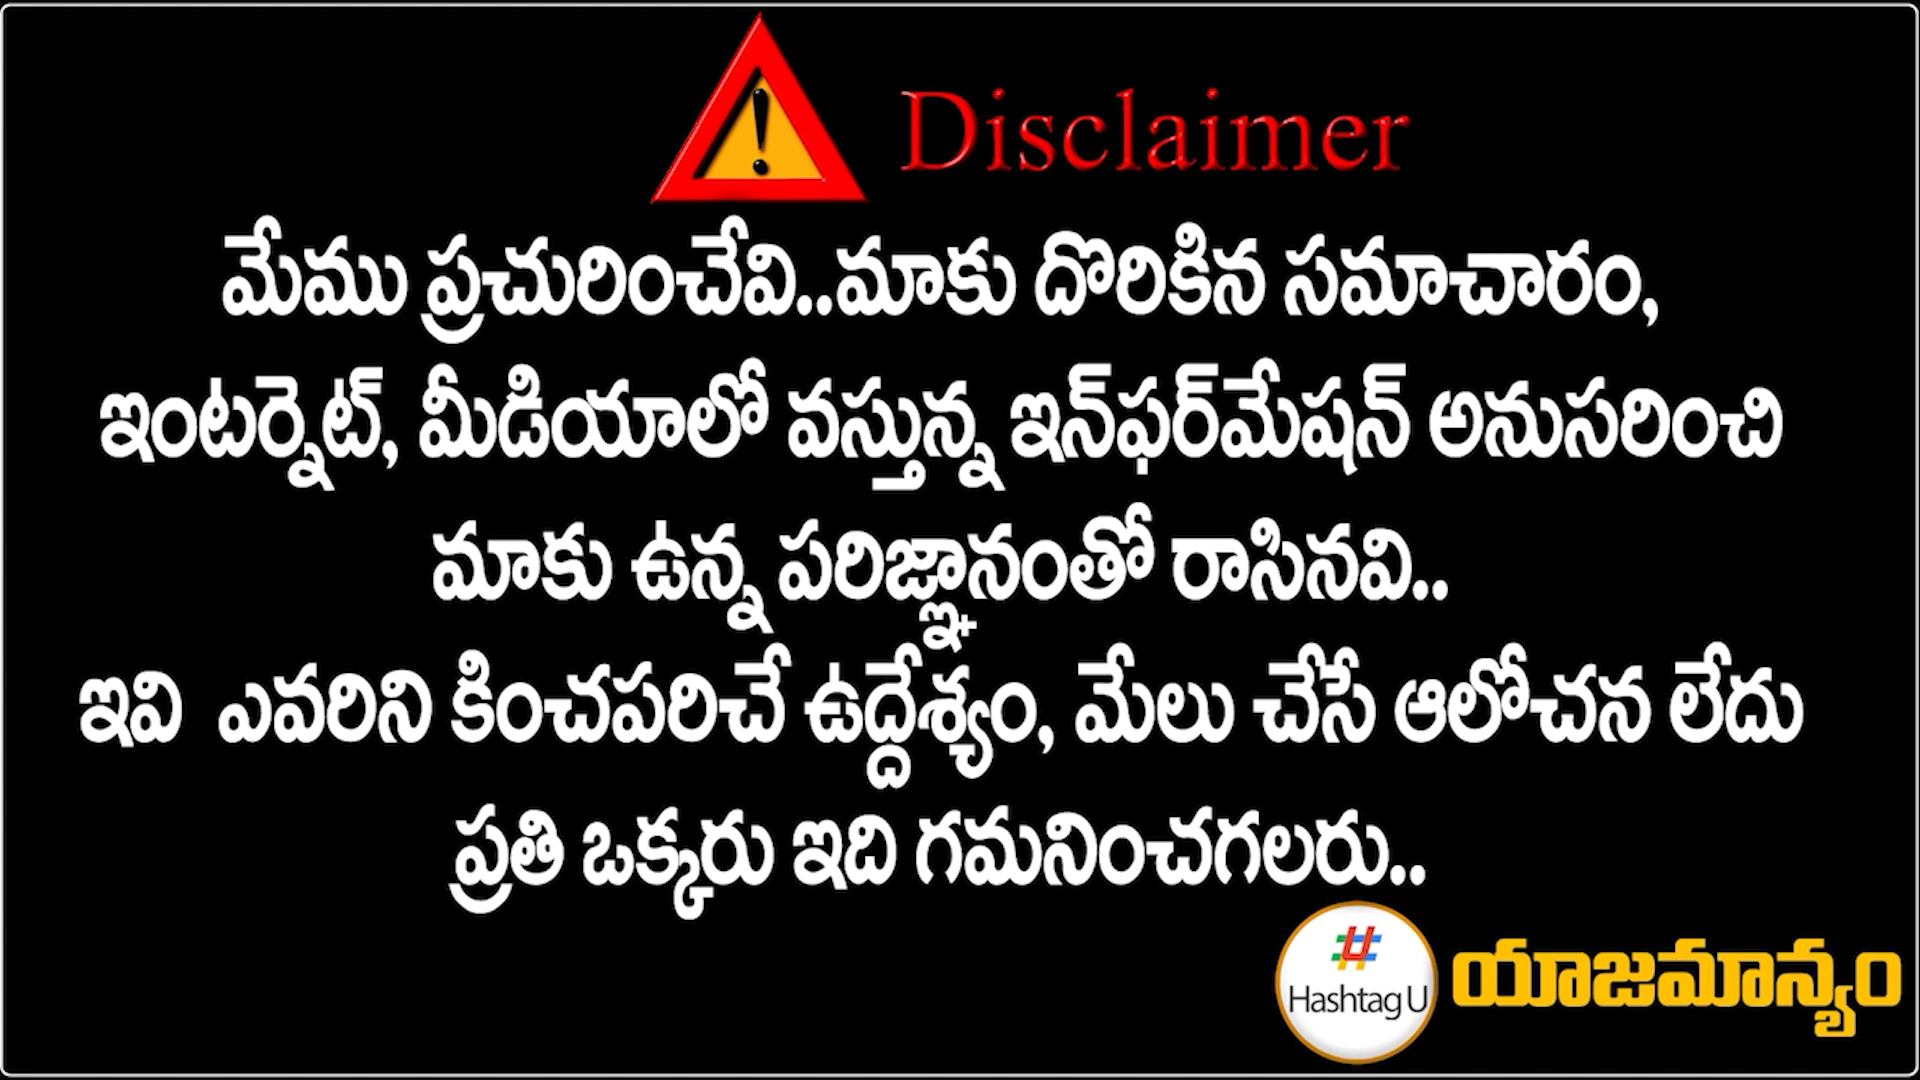 Disclaimer
మేము ప్రచురించేవి..మాకు దొరికిన సమాచారం,
ఇంటర్నెట్, మీడియాలో వస్తున్న ఇన్‌ఫర్‌మేషన్ అనుసరించి
మాకు ఉన్న పరిజ్ఞానంతో రాసినవి..
ఇవి ఎవరిని కించపరిచే ఉద్దేశ్యం, మేలు చేసే ఆలోచన లేదు
ప్రతి ఒక్కరు ఇది గమనించగలరు..
Hashtag U
యాజమాన్యం